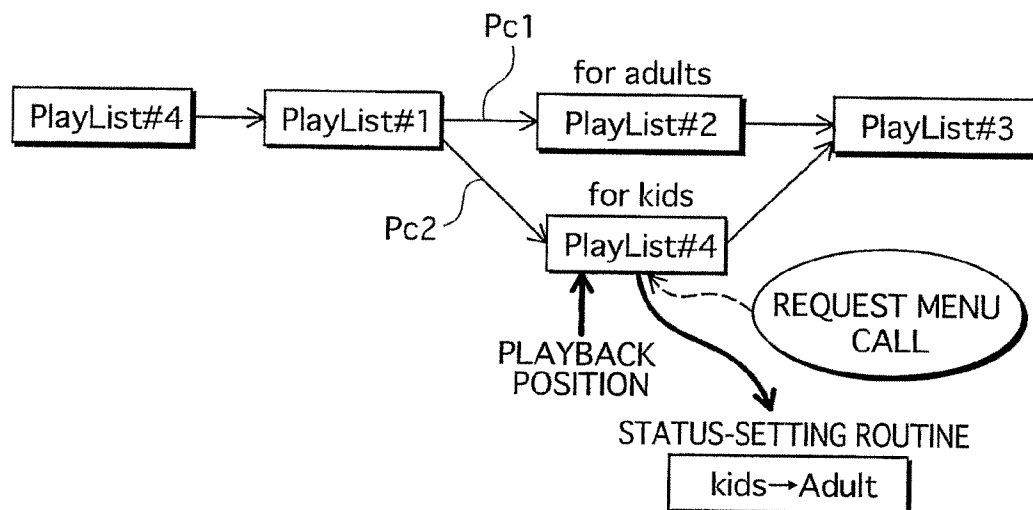 Pc1
for adults
PlayList#4
PlayList#1
PlayList#2
PlayList#3
for kids
Pc2
PlayList#4
REQUEST MENU
CALL
PLAYBACK
POSITION
STATUS-SETTING ROUTINE
kids→Adult